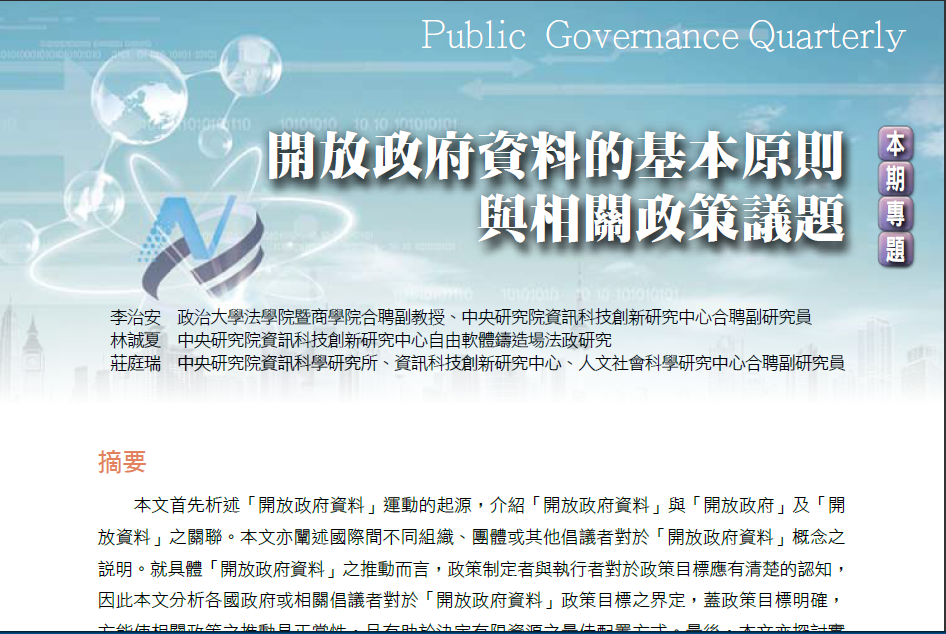 Public Governance Quarterly
開放政府資料的基本原則
與相關政策議題
本期專題
李治安 政治大學法學院暨商學院合聘副教授、中央研究院資訊科技創新研究中心合聘副研究員
林誠夏 中央研究院資訊科技創新研究中心自由軟體鑄造場法政研究
莊庭瑞 中央研究院資訊科學研究所、資訊科技創新研究中心、人文社會科學研究中心合聘副研究員
摘要
本文首先析述「開放政府資料」運動的起源，介紹「開放政府資料」與「開放政府」及「開
放資料」之關聯。本文亦闡述國際間不同組織、團體或其他倡議者對於「開放政府資料」概念之
說明。就具體「開放政府資料」之推動而言，政策制定者與執行者對於政策目標應有清楚的認知，
因此本文分析各國政府或相關倡議者對於「開放政府資料」政策目標之界定，蓋政策目標明確，
方能使相關政策之推動具正當性，且有助於決定有限資源之最佳配置方式。最後，本文亦探討實